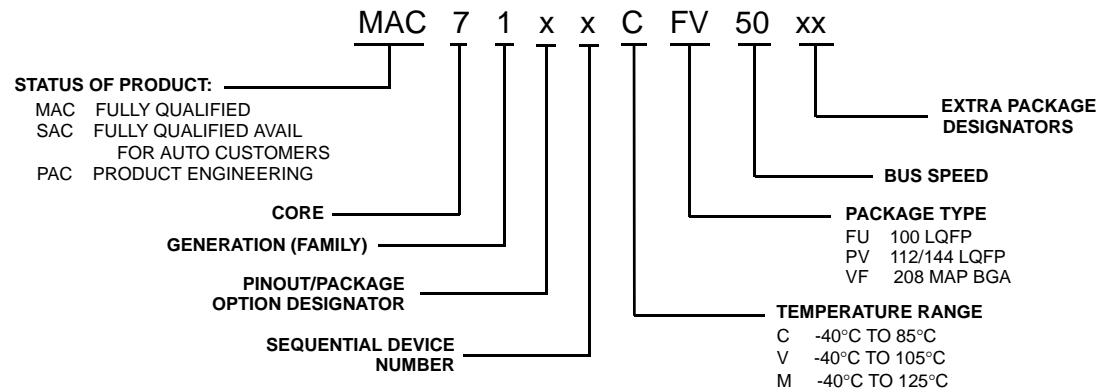 MAC 7 1 x x C FV 50 xx
STATUS OF PRODUCT:
MAC FULLY QUALIFIED
SAC FULLY QUALIFIED AVAIL
FOR AUTO CUSTOMERS
PAC PRODUCT ENGINEERING
CORE
GENERATION (FAMILY)
PINOUT/PACKAGE
OPTION DESIGNATOR
SEQUENTIAL DEVICE
NUMBER
EXTRA PACKAGE
DESIGNATORS
BUS SPEED
PACKAGE TYPE
FU 100 LQFP
PV 112/144 LQFP
VF 208 MAP BGA
TEMPERATURE RANGE
C -40°C TO 85°C
V -40°C TO 105°C
M -40°C TO 125°C